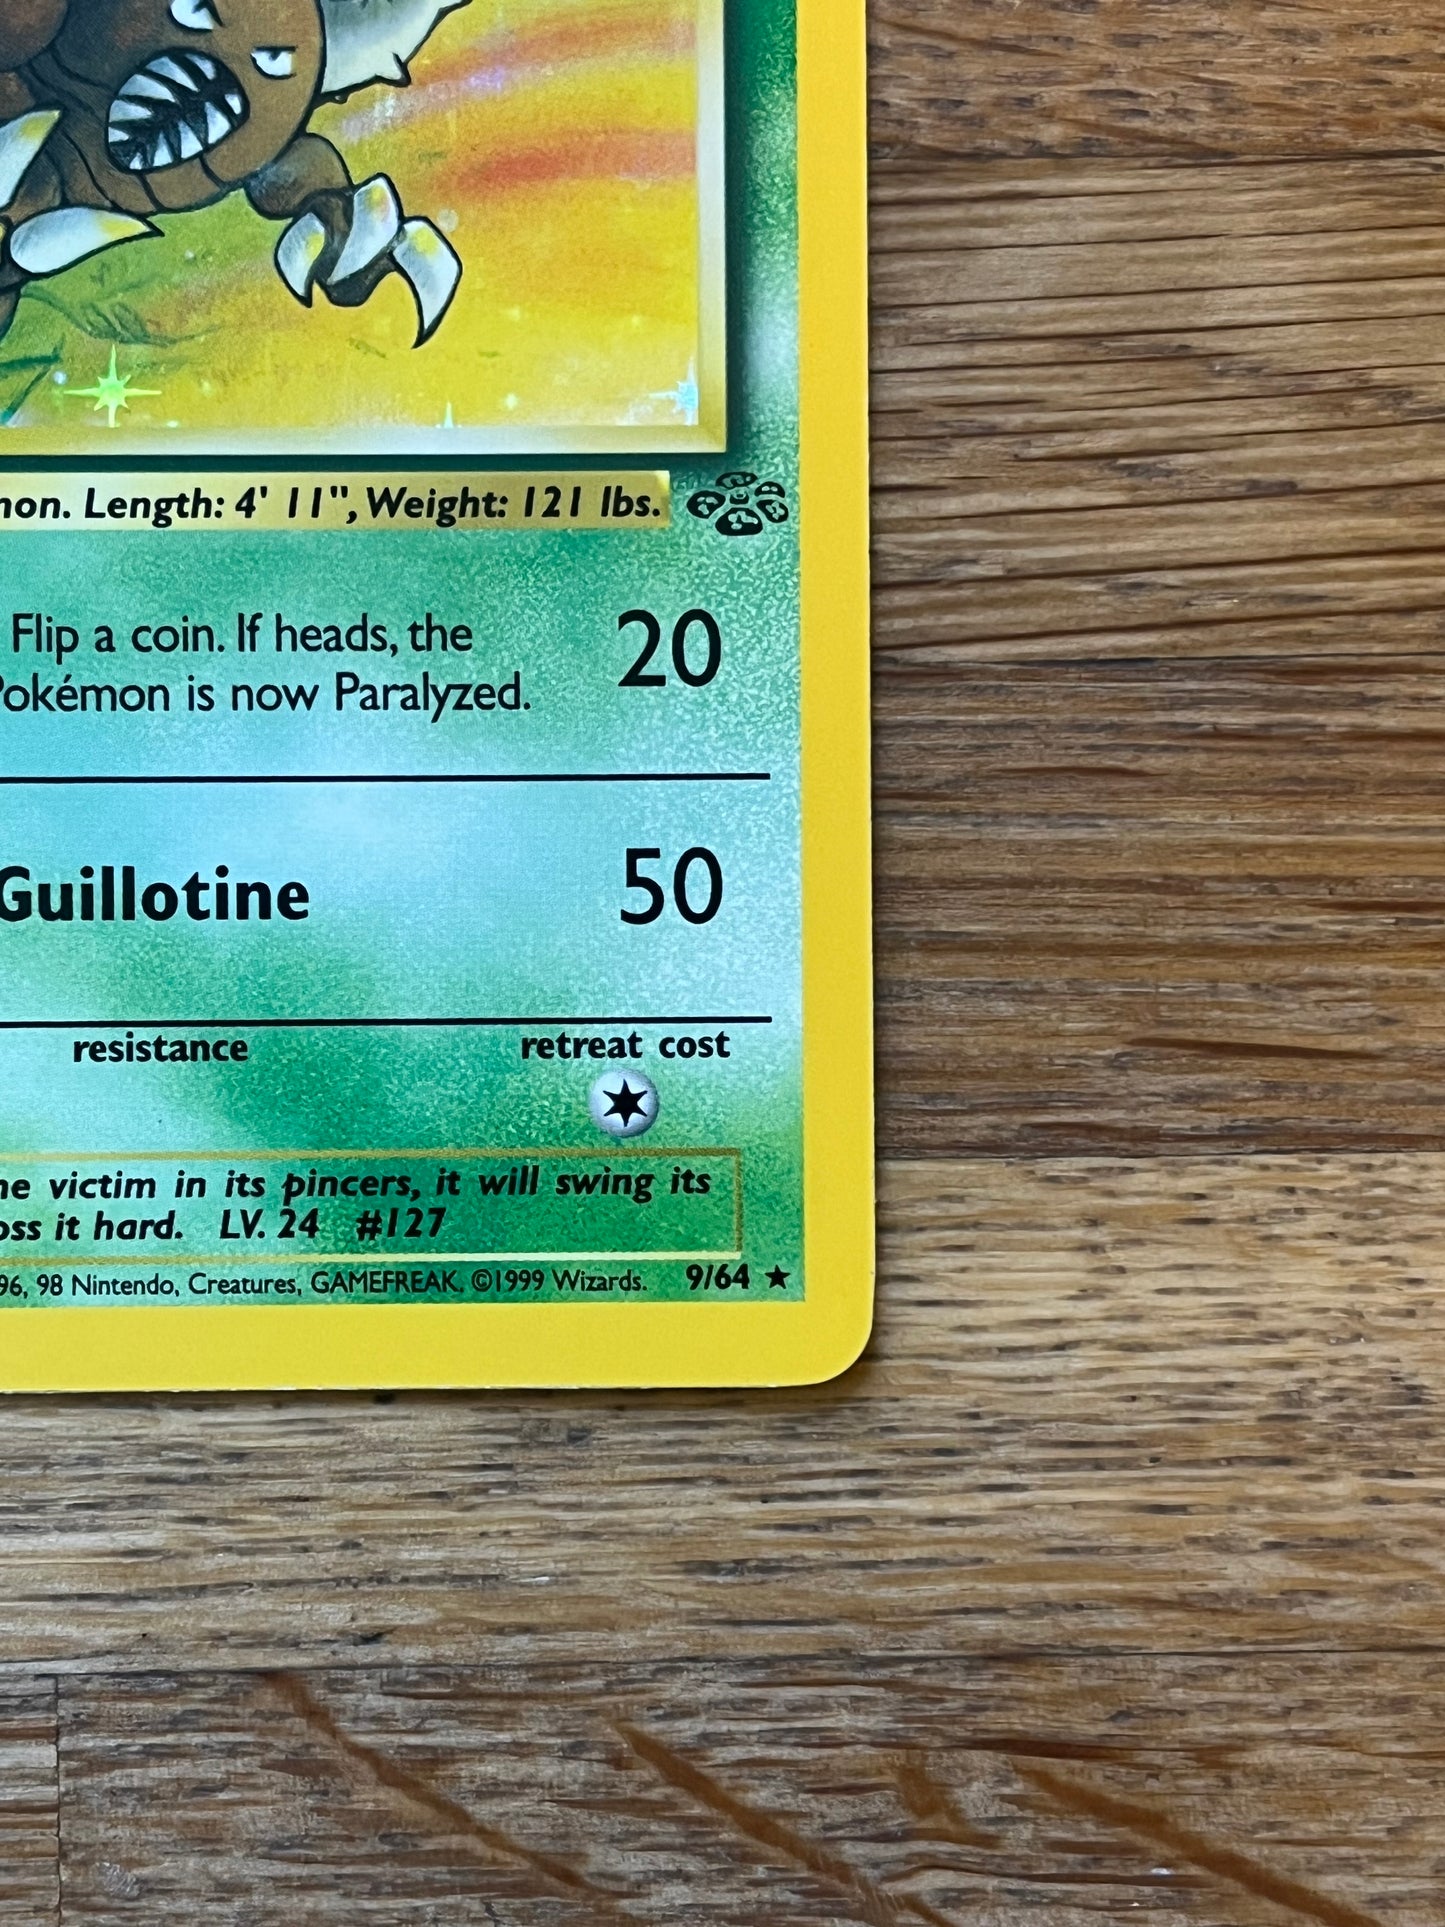 mon. Length: 4' 11", Weight: 121 lbs.
Flip a coin. If heads, the
Pokémon is now Paralyzed.
20
Guillotine
50
resistance
retreat cost
he victim in its pincers, it will swing its
oss it hard. LV. 24 #127
96, 98 Nintendo, Creatures, GAMEFREAK. ©1999 Wizards. 9/64 ★